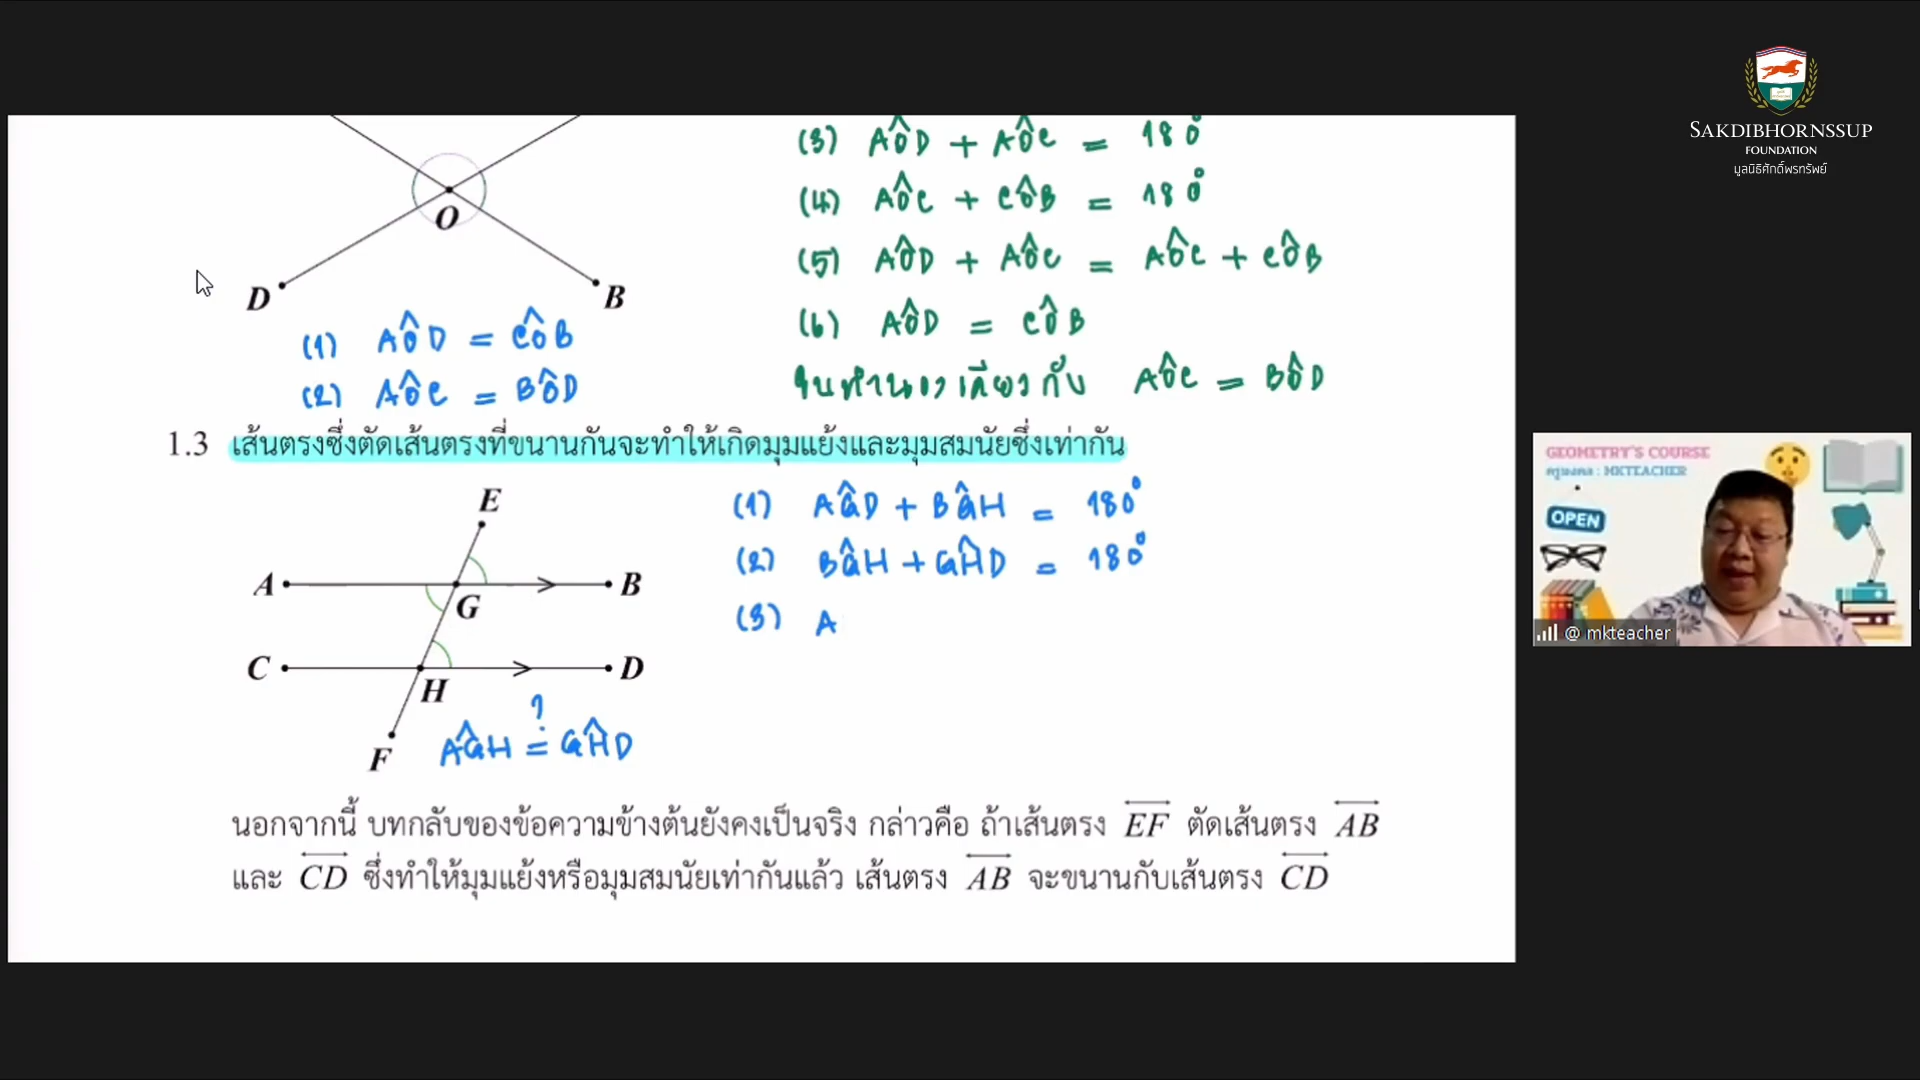 SAKDIBHORNSSUP
FOUNDATION
มูลนิธิศักดิ์พรทรัพย์
O
D
B
(1) AÔD = CÔB
(2) AÔC = BÔD
(3) AÔD + AÔC = 180°
(4) AÔC + CÔB = 180°
(5) AÔD + AÔC = AÔC + CÔB
(6) AÔD = CÔB
ในทำนองเดียวกับ AÔC = BÔD
1.3 เส้นตรงซึ่งตัดเส้นตรงที่ขนานกันจะทำให้เกิดมุมแย้งและมุมสมนัยซึ่งเท่ากัน
E
A
B
G
C
D
H
F
AĜH ?= GĤD
(1) AĜD + BĜH = 180°
(2) BĜH + GĤD = 180°
(3) A
นอกจากนี้ บทกลับของข้อความข้างต้นยังคงเป็นจริง กล่าวคือ ถ้าเส้นตรง EF ตัดเส้นตรง AB
และ CD ซึ่งทำให้มุมแย้งหรือมุมสมนัยเท่ากันแล้ว เส้นตรง AB จะขนานกับเส้นตรง CD
GEOMETRY'S COURSE
ครูมงคล : MKTEACHER
OPEN
@ mkteacher